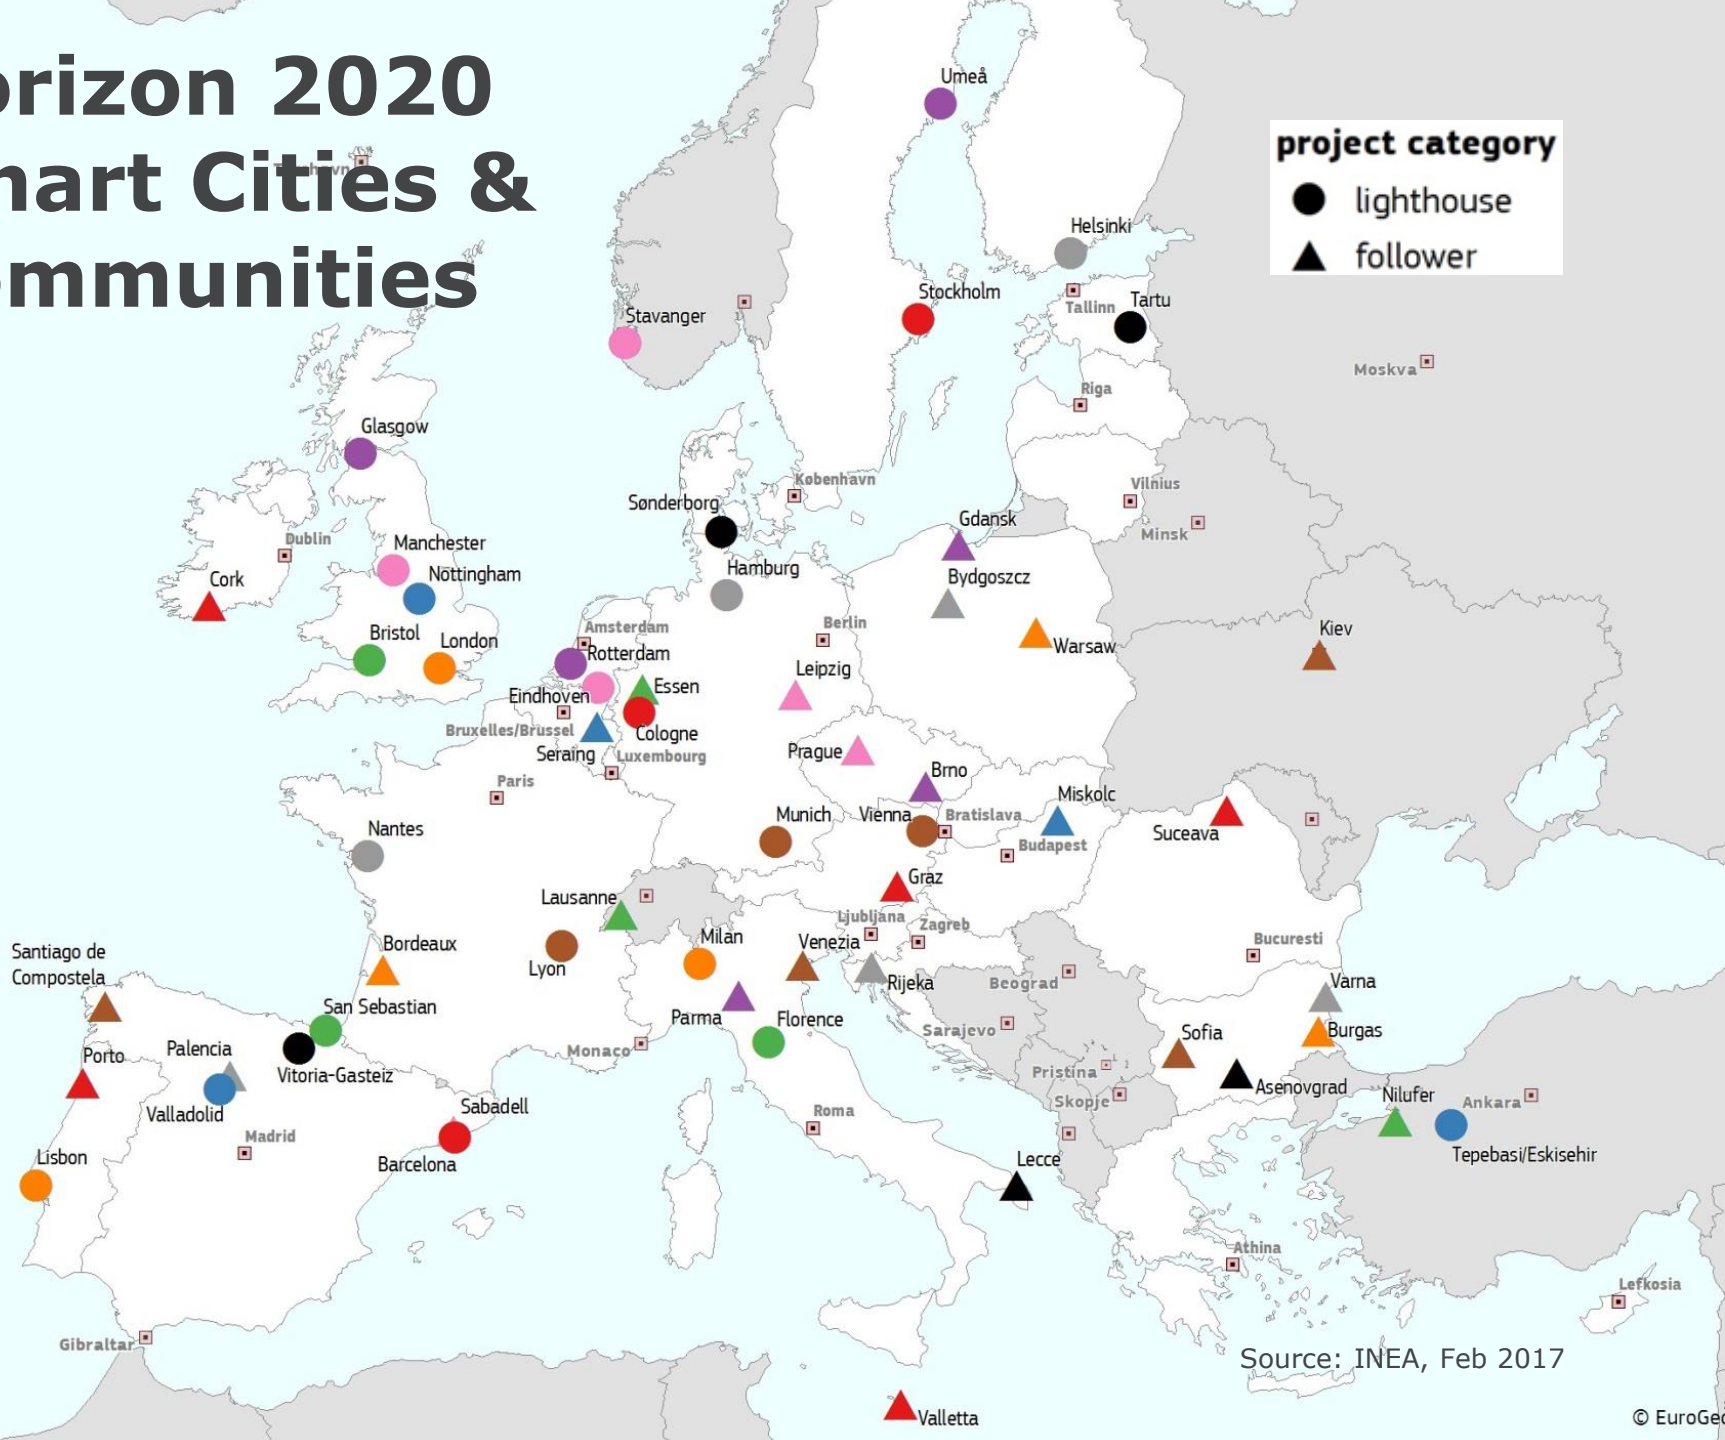 orizon 2020
mart Cities &
ommunities
Tórshavn
project category
lighthouse
follower
Umeå
Helsinki
Stockholm
Tallinn
Tartu
Stavanger
Moskva
Riga
Glasgow
København
Vilnius
Sønderborg
Gdansk
Minsk
Dublin
Manchester
Hamburg
Nottingham
Bydgoszcz
Cork
Amsterdam
Berlin
Kiev
Bristol
London
Rotterdam
Warsaw
Leipzig
Eindhoven
Essen
Bruxelles/Brussel
Cologne
Seraing
Luxembourg
Prague
Brno
Paris
Miskolc
Munich
Vienna
Bratislava
Suceava
Nantes
Budapest
Graz
Lausanne
Ljubljana
Zagreb
Milan
Venezia
Bordeaux
Bucuresti
Santiago de
Compostela
Lyon
Rijeka
Beograd
Varna
San Sebastian
Parma
Florence
Sarajevo
Sofia
Burgas
Porto
Palencia
Monaco
Vitoria-Gasteiz
Pristina
Asenovgrad
Valladolid
Sabadell
Skopje
Nilufer
Ankara
Roma
Madrid
Lisbon
Barcelona
Lecce
Tepebasi/Eskisehir
Athina
Lefkosia
Gibraltar
Source: INEA, Feb 2017
Valletta
© EuroGeo